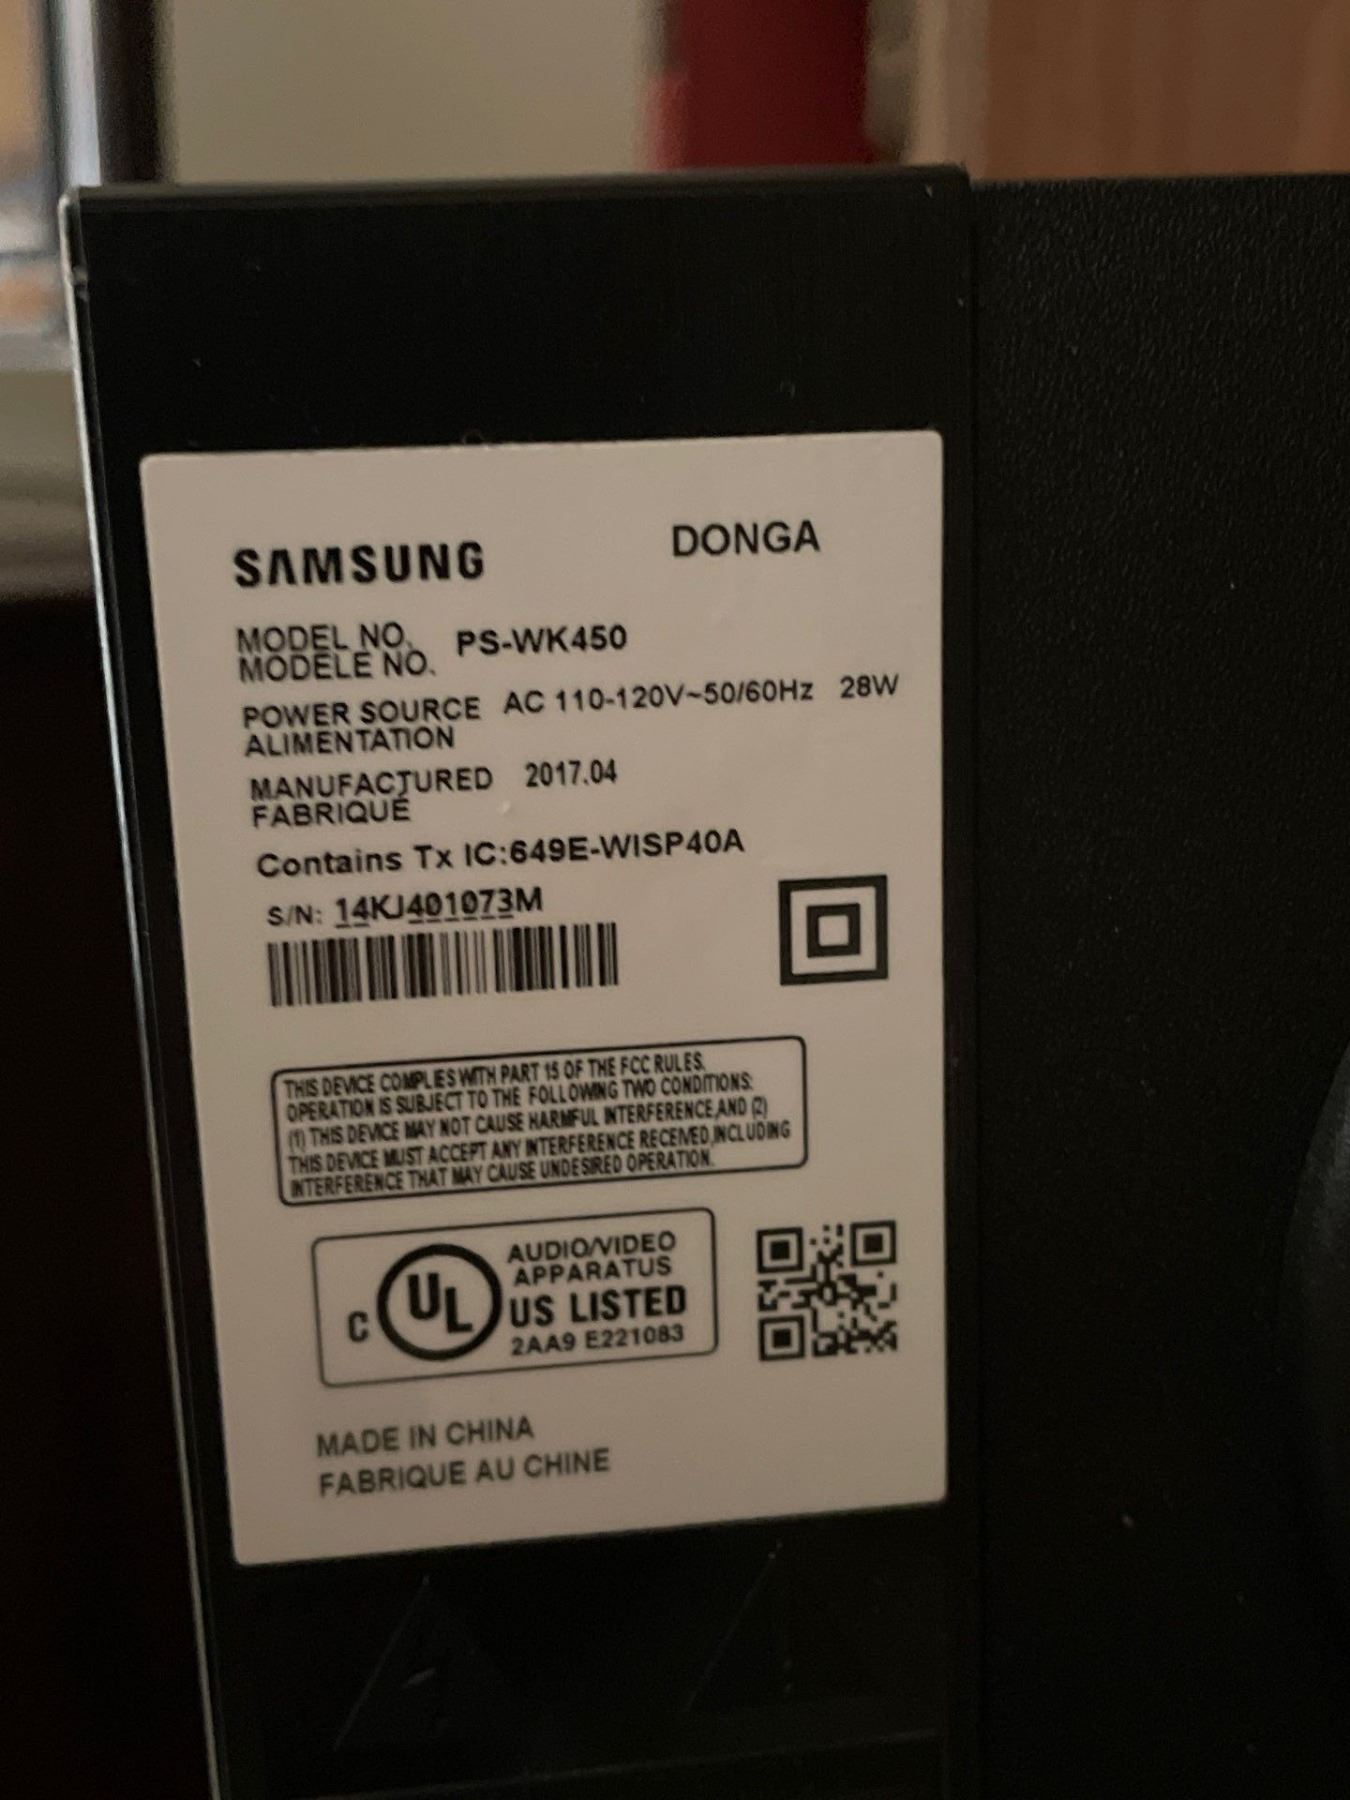 SAMSUNG DONGA
MODEL NO. PS-WK450
MODELE NO.
POWER SOURCE AC 110-120V~50/60Hz 28W
ALIMENTATION
MANUFACTURED 2017.04
FABRIQUÉ
Contains Tx IC:649E-WISP40A
S/N: 14KJ401073M
THIS DEVICE COMPLIES WITH PART 15 OF THE FCC RULES.
OPERATION IS SUBJECT TO THE FOLLOWING TWO CONDITIONS:
(1) THIS DEVICE MAY NOT CAUSE HARMFUL INTERFERENCE,AND (2)
THIS DEVICE MUST ACCEPT ANY INTERFERENCE RECEIVED,INCLUDING
INTERFERENCE THAT MAY CAUSE UNDESIRED OPERATION.
AUDIO/VIDEO
APPARATUS
C UL US LISTED
2AA9 E221083
MADE IN CHINA
FABRIQUE AU CHINE